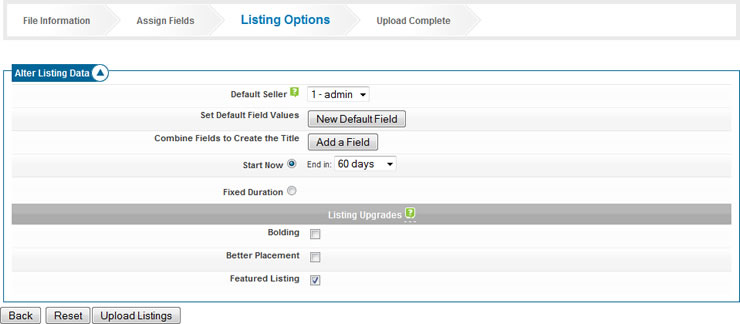 File Information Assign Fields Listing Options Upload Complete
Alter Listing Data
Default Seller ? 1 - admin
Set Default Field Values New Default Field
Combine Fields to Create the Title Add a Field
Start Now End in: 60 days
Fixed Duration
Listing Upgrades ?
Bolding
Better Placement
Featured Listing
Back Reset Upload Listings